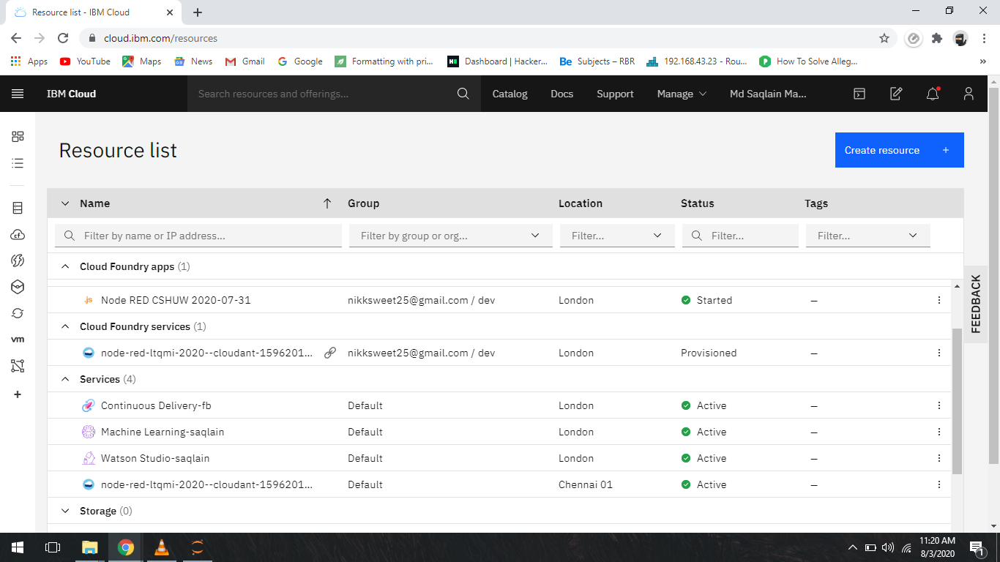 Resource list - IBM Cloud
cloud.ibm.com/resources
Apps YouTube Maps News Gmail Google Formatting with pri... Dashboard | Hacker... Subjects – RBR 192.168.43.23 - Rou... How To Solve Alleg... »
IBM Cloud Search resources and offerings... Catalog Docs Support Manage Md Saqlain Ma...
Resource list
Create resource +
Name Group Location Status Tags
Filter by name or IP address... Filter by group or org... Filter... Filter... Filter...
Cloud Foundry apps (1)
js Node RED CSHUW 2020-07-31 nikksweet25@gmail.com / dev London Started –
Cloud Foundry services (1)
node-red-ltqmi-2020--cloudant-1596201... nikksweet25@gmail.com / dev London Provisioned –
Services (4)
Continuous Delivery-fb Default London Active –
Machine Learning-saqlain Default London Active –
Watson Studio-saqlain Default London Active –
node-red-ltqmi-2020--cloudant-1596201... Default Chennai 01 Active –
Storage (0)
cf
vm
FEEDBACK
11:20 AM
8/3/2020
1